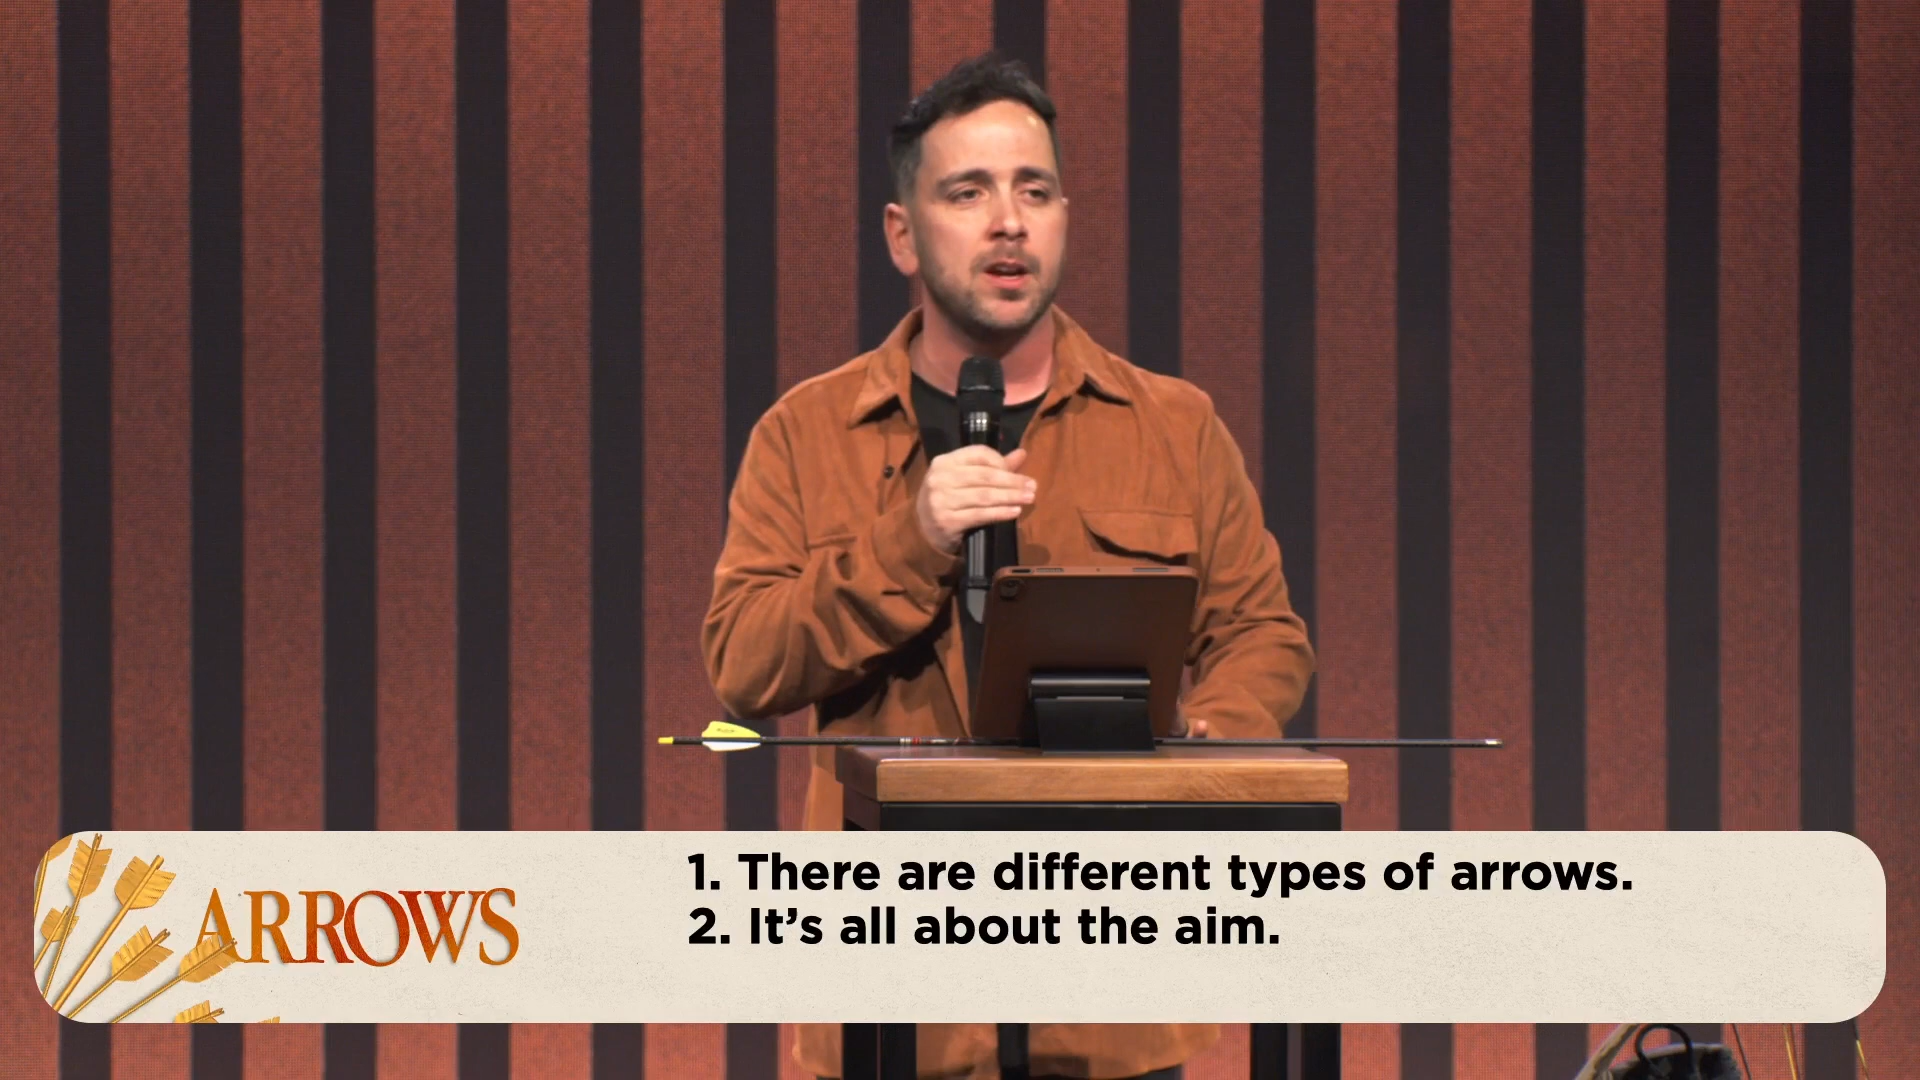 ARROWS
1. There are different types of arrows.
2. It’s all about the aim.